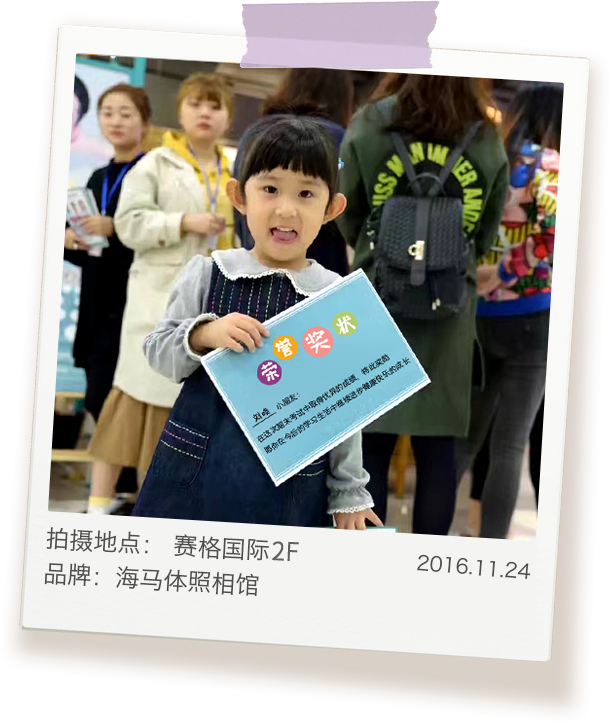 MISS MAN IM
荣誉奖状
小朋友:
在这次期末考试中取得优异的成绩，特此奖励
愿你在今后的学习生活中继续进步健康快乐的成长
拍摄地点： 赛格国际2F
2016.11.24
品牌：海马体照相馆